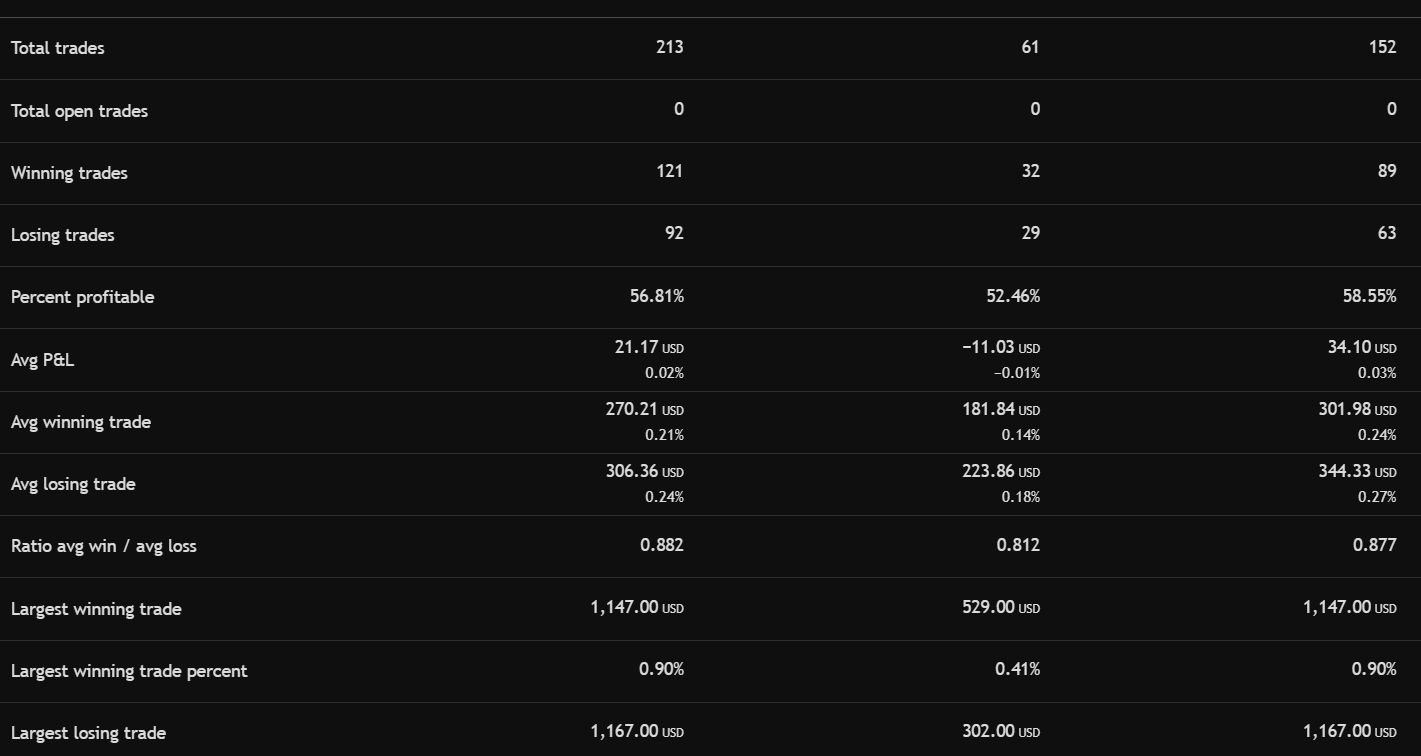 Total trades 213 61 152
Total open trades 0 0 0
Winning trades 121 32 89
Losing trades 92 29 63
Percent profitable 56.81% 52.46% 58.55%
Avg P&L 21.17 USD −11.03 USD 34.10 USD
0.02% −0.01% 0.03%
Avg winning trade 270.21 USD 181.84 USD 301.98 USD
0.21% 0.14% 0.24%
Avg losing trade 306.36 USD 223.86 USD 344.33 USD
0.24% 0.18% 0.27%
Ratio avg win / avg loss 0.882 0.812 0.877
Largest winning trade 1,147.00 USD 529.00 USD 1,147.00 USD
Largest winning trade percent 0.90% 0.41% 0.90%
Largest losing trade 1,167.00 USD 302.00 USD 1,167.00 USD